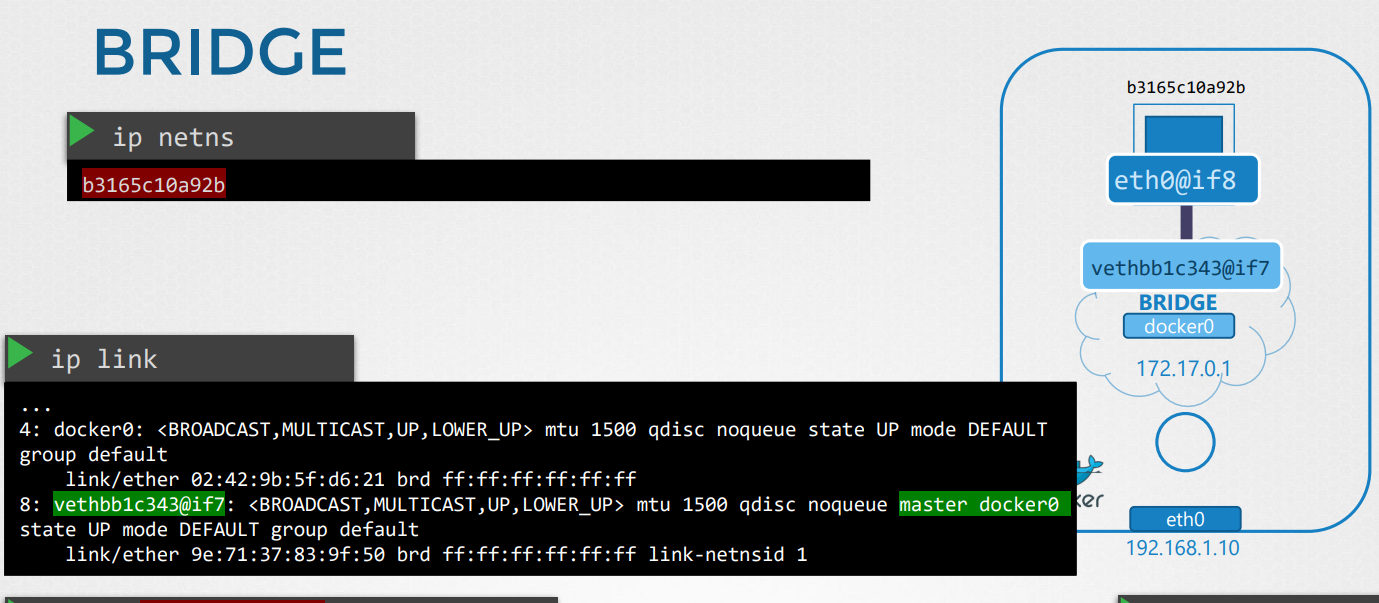 BRIDGE
ip netns
b3165c10a92b
ip link
...
4: docker0: <BROADCAST,MULTICAST,UP,LOWER_UP> mtu 1500 qdisc noqueue state UP mode DEFAULT
group default
link/ether 02:42:9b:5f:d6:21 brd ff:ff:ff:ff:ff:ff
8: vethbb1c343@if7: <BROADCAST,MULTICAST,UP,LOWER_UP> mtu 1500 qdisc noqueue master docker0
state UP mode DEFAULT group default
link/ether 9e:71:37:83:9f:50 brd ff:ff:ff:ff:ff:ff link-netnsid 1
b3165c10a92b
eth0@if8
vethbb1c343@if7
BRIDGE
docker0
172.17.0.1
eth0
192.168.1.10